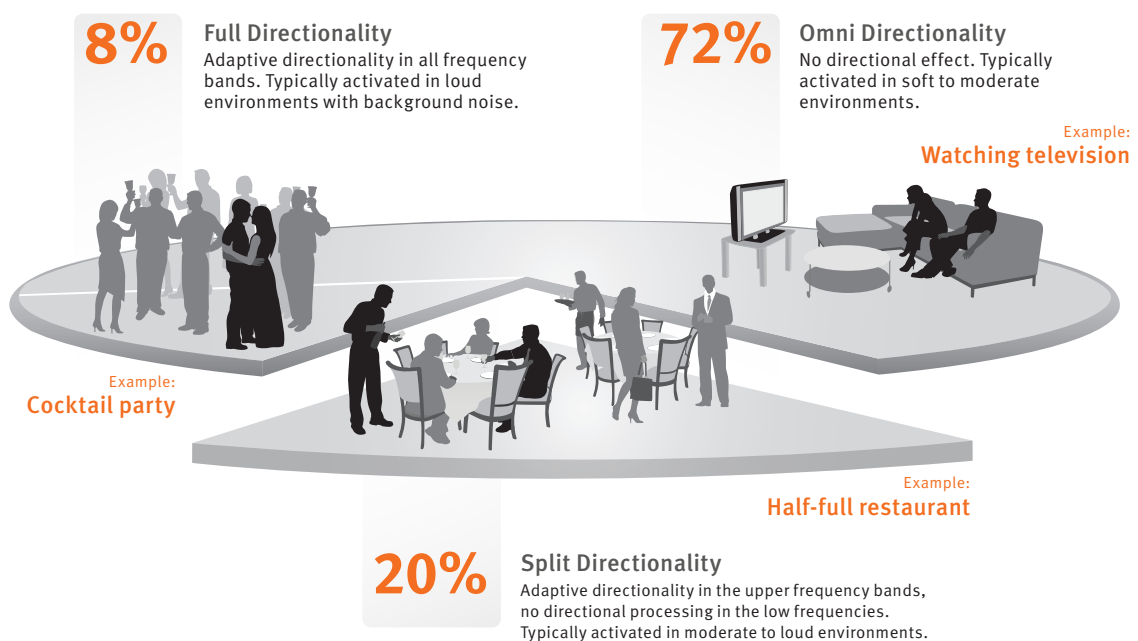 8%
Full Directionality
Adaptive directionality in all frequency
bands. Typically activated in loud
environments with background noise.
72%
Omni Directionality
No directional effect. Typically
activated in soft to moderate
environments.
Example:
Watching television
Example:
Cocktail party
Example:
Half-full restaurant
20%
Split Directionality
Adaptive directionality in the upper frequency bands,
no directional processing in the low frequencies.
Typically activated in moderate to loud environments.